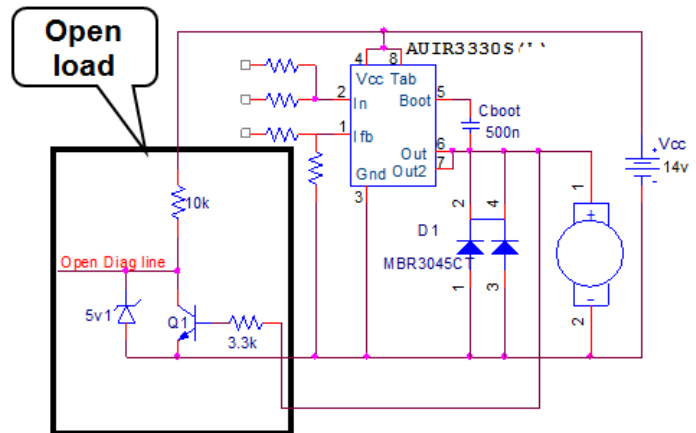 Open
load
AUIR3330S
4
8
Vcc
Tab
2
In
Boot
5
Cboot
500n
1
Ifb
Out
6
Out2
7
Gnd
3
Vcc
14v
+
-
10k
Open Diag line
5v1
Q1
3.3k
D1
MBR3045CT
2
4
1
3
1
+
-
2